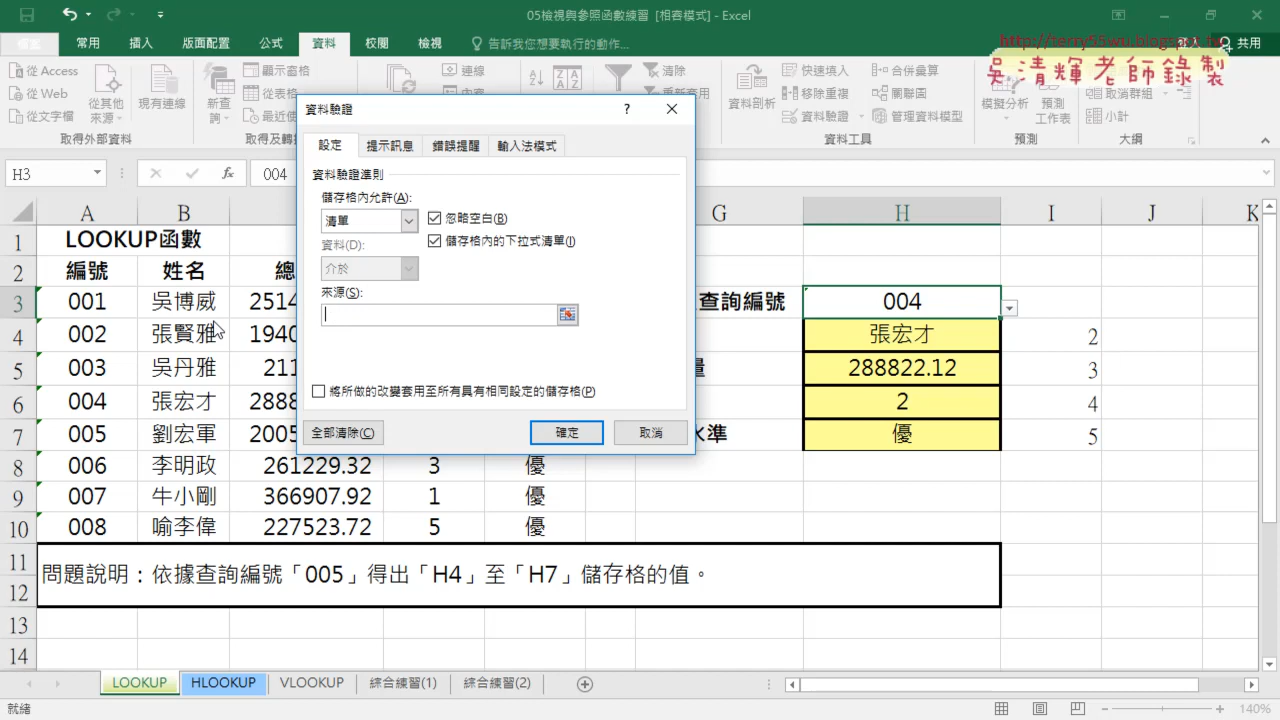 05檢視與參照函數練習 [相容模式] - Excel
常用 插入 版面配置 公式 資料 校閱 檢視 告訴我您想要執行的動作... 共用
http://terry55wu.blogspot.tw
吳清輝老師錄製
從 Access 從 Web 從文字檔 從其他來源 現有連線 新查詢 顯示窗格 從表格 連線 清除 資料剖析 快速填入 移除重複 資料驗證 合併彙算 關聯圖 管理資料模型 模擬分析 預測工作表 取消群組 小計
取得外部資料 資料工具 預測 大綱
H3 fx 004
資料驗證 ?
設定 提示訊息 錯誤提醒 輸入法模式
資料驗證準則
儲存格內允許(A):
清單 忽略空白(B)
資料(D): 儲存格內的下拉式清單(I)
介於
來源(S):
將所做的改變套用至所有具有相同設定的儲存格(P)
全部清除(C) 確定 取消
A B G H I J K
1 LOOKUP函數
2 編號 姓名
3 001 吳博威 2514 查詢編號 004
4 002 張賢雅 1940 張宏才 2
5 003 吳丹雅 211 量 288822.12 3
6 004 張宏才 2888 2 4
7 005 劉宏軍 2005 水準 優 5
8 006 李明政 261229.32 3 優
9 007 牛小剛 366907.92 1 優
10 008 喻李偉 227523.72 5 優
11 問題說明：依據查詢編號「005」得出「H4」至「H7」儲存格的值。
12
13
14
LOOKUP HLOOKUP VLOOKUP 綜合練習(1) 綜合練習(2)
就緒 140%